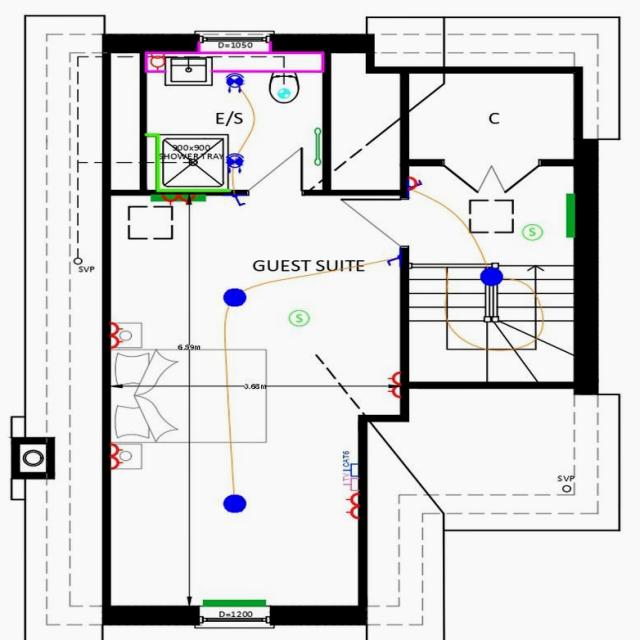 D=1050
E/S
C
900x900
SHOWER TRAY
S
SVP
GUEST SUITE
S
6.59m
3.68m
CAT6
TV
SVP
D=1200